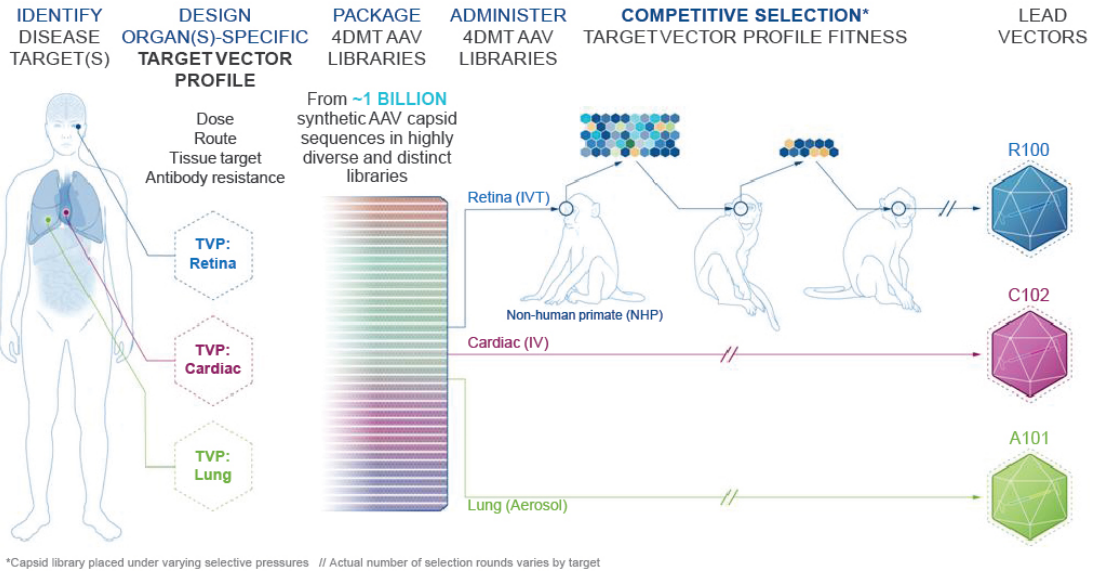 IDENTIFY
DISEASE
TARGET(S)
DESIGN
ORGAN(S)-SPECIFIC
TARGET VECTOR
PROFILE
PACKAGE
4DMT AAV
LIBRARIES
ADMINISTER
4DMT AAV
LIBRARIES
COMPETITIVE SELECTION*
TARGET VECTOR PROFILE FITNESS
LEAD
VECTORS
Dose
Route
Tissue target
Antibody resistance
From ~1 BILLION
synthetic AAV capsid
sequences in highly
diverse and distinct
libraries
TVP:
Retina
TVP:
Cardiac
TVP:
Lung
Retina (IVT)
Non-human primate (NHP)
Cardiac (IV)
Lung (Aerosol)
//
//
//
R100
C102
A101
*Capsid library placed under varying selective pressures // Actual number of selection rounds varies by target